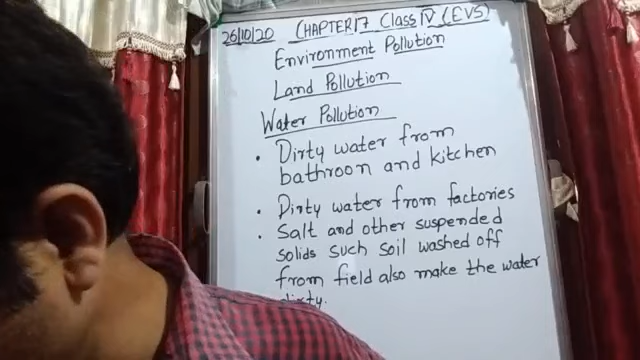 26/10/20 CHAPTER 17 Class IV (EVS)
Environment Pollution
Land Pollution
Water Pollution
• Dirty water from
bathroon and kitchen
• Dirty water from factories
• Salt and other suspended
solids such soil washed off
from field also make the water
dirty.